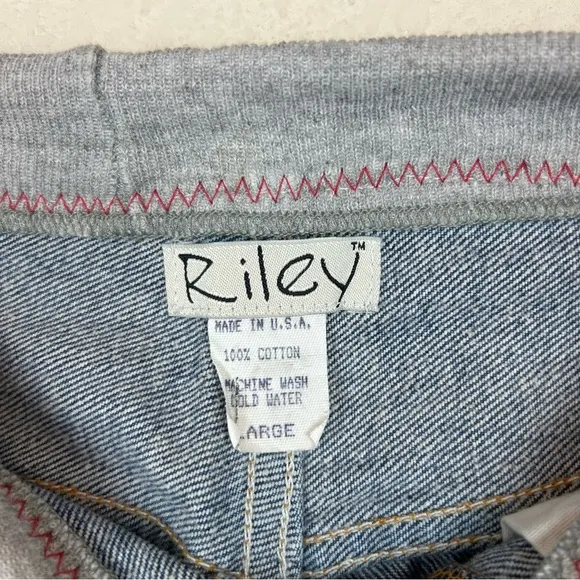 Riley™
MADE IN U.S.A.
100% COTTON
MACHINE WASH
COLD WATER
LARGE